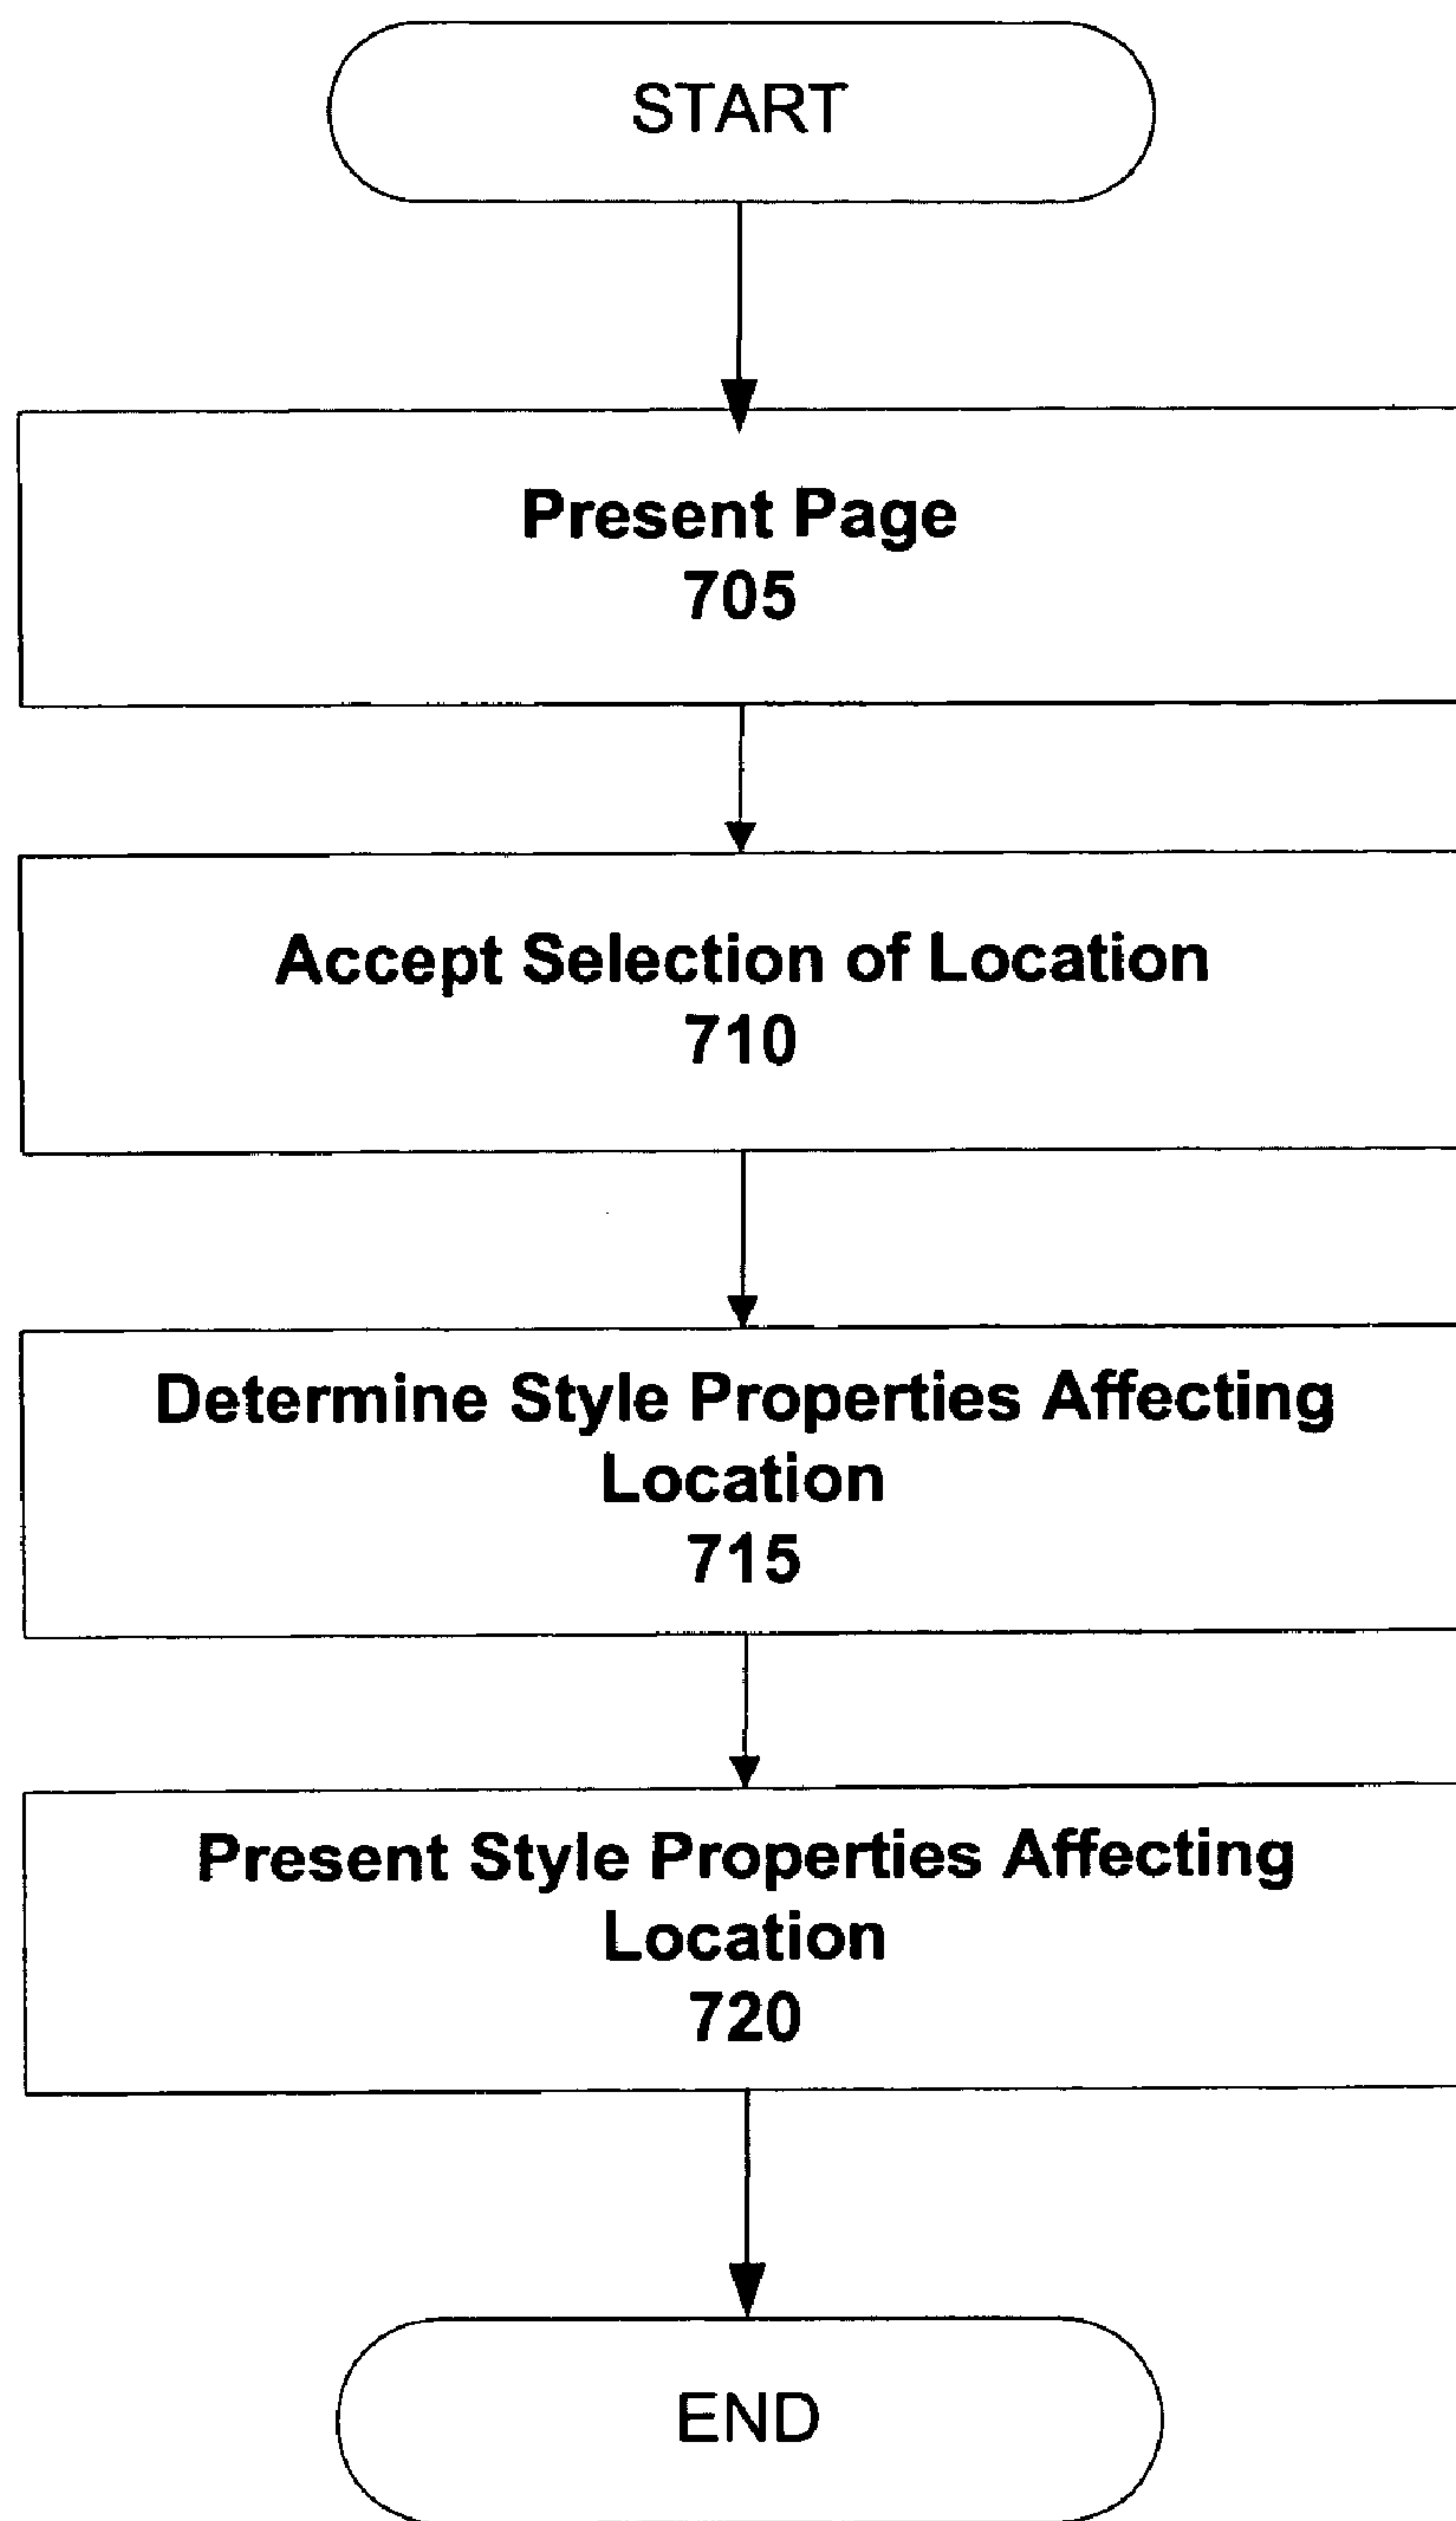 START
Present Page
705
Accept Selection of Location
710
Determine Style Properties Affecting
Location
715
Present Style Properties Affecting
Location
720
END